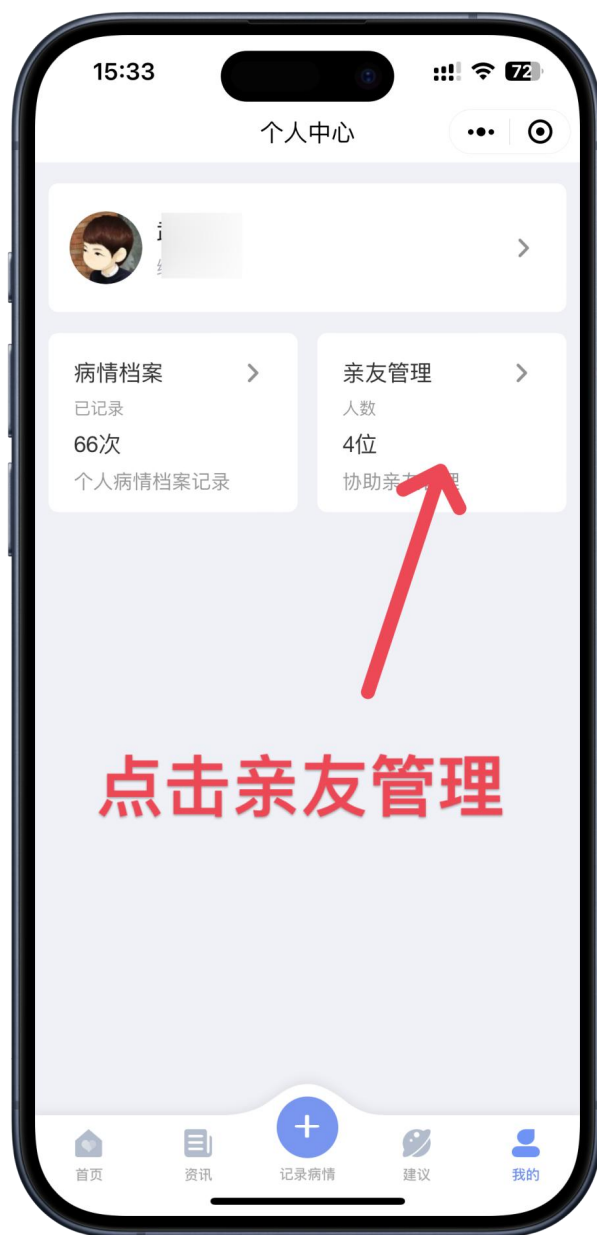 15:33
72
个人中心
病情档案
已记录
66次
个人病情档案记录
亲友管理
人数
4位
协助亲友管理
点击亲友管理
首页
资讯
记录病情
建议
我的